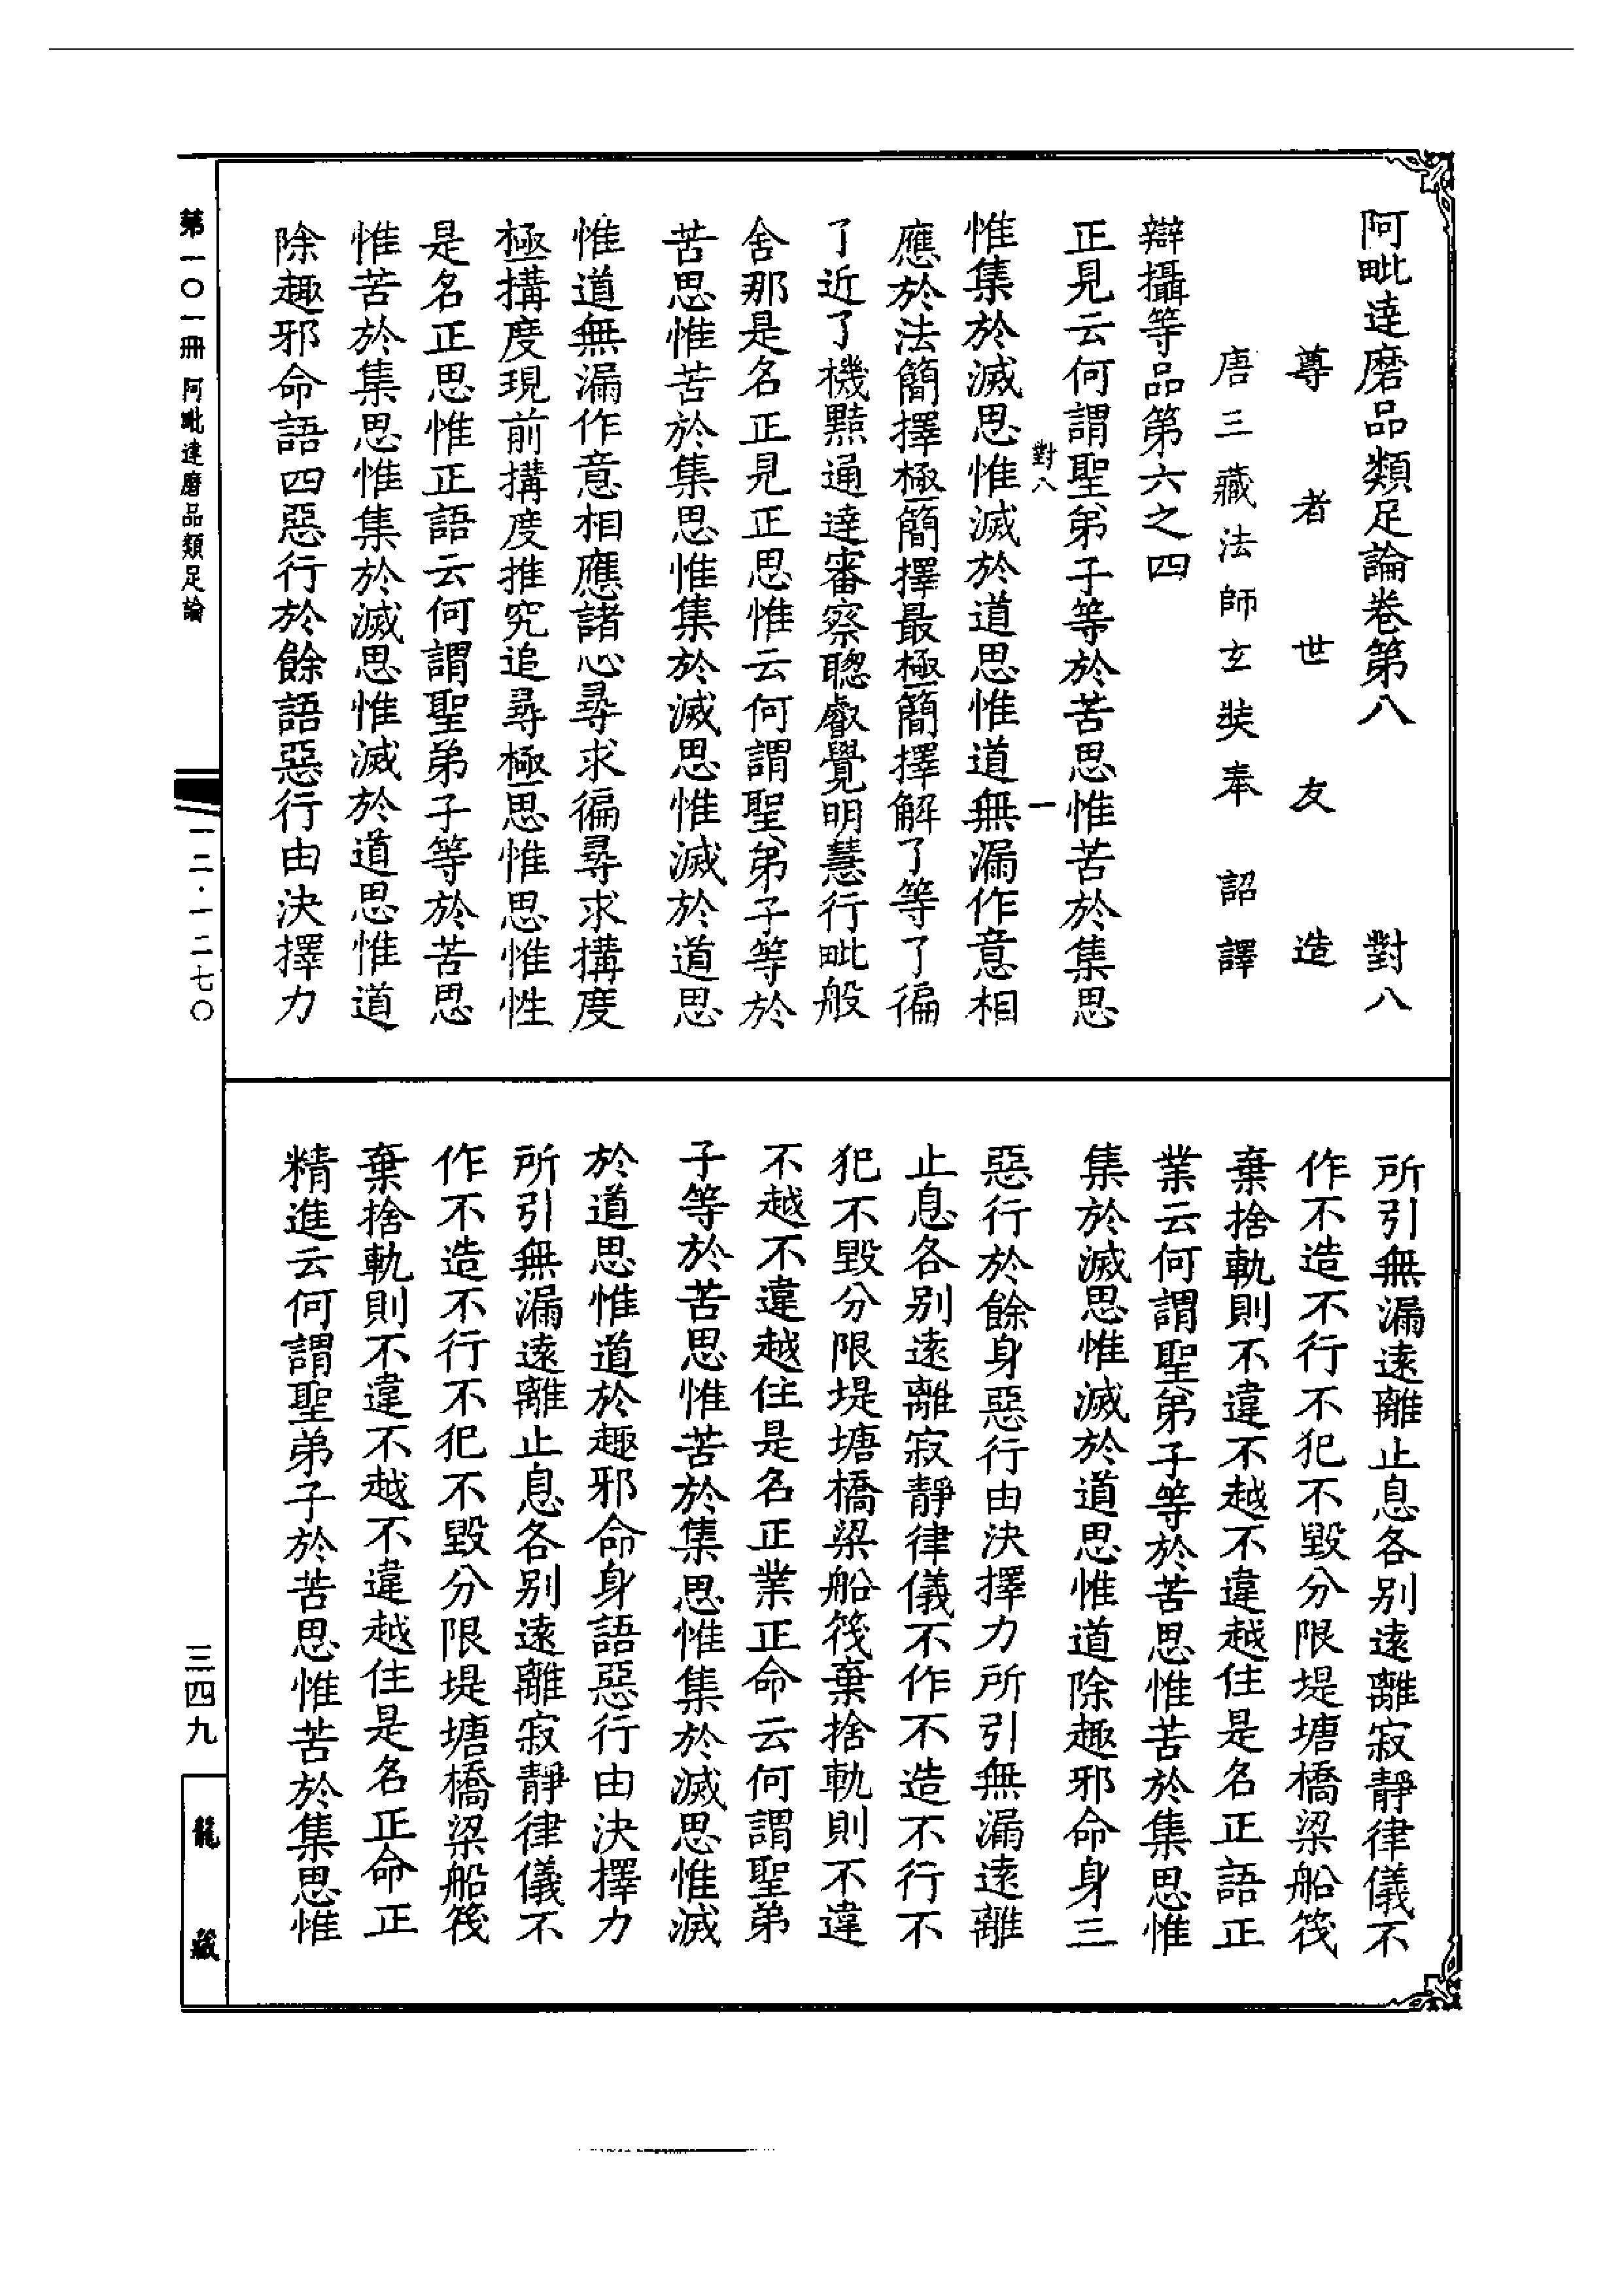 阿毗達磨品類足論卷第八　對八
尊者世友造
唐三藏法師玄奘奉　詔譯
辯攝等品第六之四
正見云何謂聖弟子等於苦思惟苦於集思
對八　一
惟集於滅思惟滅於道思惟道無漏作意相
應於法簡擇極簡擇最極簡擇解了等了徧
了近了機黠通達審察聰叡覺明慧行毗般
舍那是名正見正思惟云何謂聖弟子等於
苦思惟苦於集思惟集於滅思惟滅於道思
惟道無漏作意相應諸心尋求徧尋求搆度
極搆度現前搆度推究追尋極思惟思惟性
是名正思惟正語云何謂聖弟子等於苦思
惟苦於集思惟集於滅思惟滅於道思惟道
除趣邪命語四惡行於餘語惡行由決擇力
所引無漏遠離止息各别遠離寂靜律儀不
作不造不行不犯不毀分限堤塘橋梁船筏
棄捨軌則不違不越不違越住是名正語正
業云何謂聖弟子等於苦思惟苦於集思惟
集於滅思惟滅於道思惟道除趣邪命身三
惡行於餘身惡行由決擇力所引無漏遠離
止息各别遠離寂靜律儀不作不造不行不
犯不毀分限堤塘橋梁船筏棄捨軌則不違
不越不違越住是名正業正命云何謂聖弟
子等於苦思惟苦於集思惟集於滅思惟滅
於道思惟道於趣邪命身語惡行由決擇力
所引無漏遠離止息各别遠離寂靜律儀不
作不造不行不犯不毀分限堤塘橋梁船筏
棄捨軌則不違不越不違越住是名正命正
精進云何謂聖弟子於苦思惟苦於集思惟
第一〇一冊　阿毗達磨品類足論
一二·一二七〇
三四九
龍藏